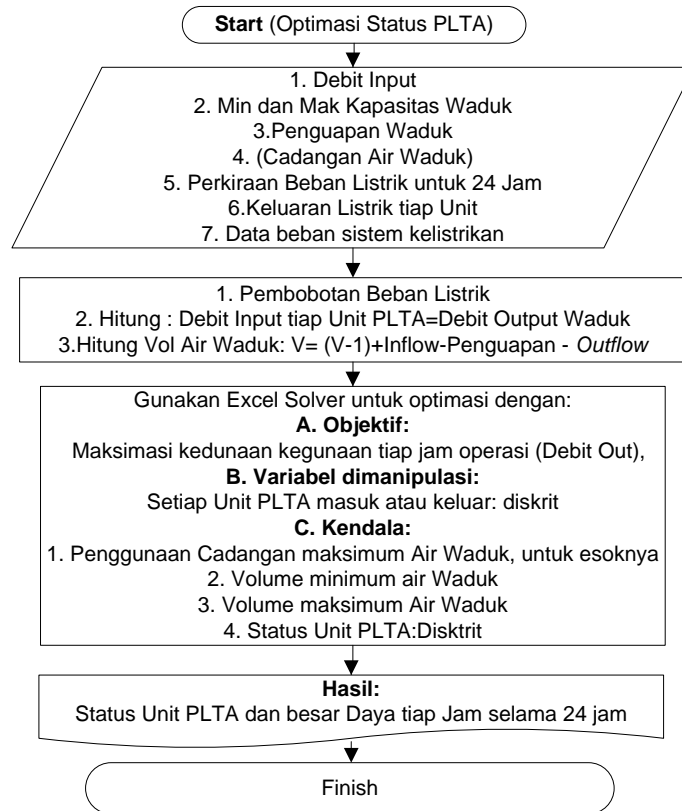 Start (Optimasi Status PLTA)
1. Debit Input
2. Min dan Mak Kapasitas Waduk
3.Penguapan Waduk
4. (Cadangan Air Waduk)
5. Perkiraan Beban Listrik untuk 24 Jam
6.Keluaran Listrik tiap Unit
7. Data beban sistem kelistrikan
1. Pembobotan Beban Listrik
2. Hitung : Debit Input tiap Unit PLTA=Debit Output Waduk
3.Hitung Vol Air Waduk: V= (V-1)+Inflow-Penguapan - Outflow
Gunakan Excel Solver untuk optimasi dengan:
A. Objektif:
Maksimasi kedunaan kegunaan tiap jam operasi (Debit Out),
B. Variabel dimanipulasi:
Setiap Unit PLTA masuk atau keluar: diskrit
C. Kendala:
1. Penggunaan Cadangan maksimum Air Waduk, untuk esoknya
2. Volume minimum air Waduk
3. Volume maksimum Air Waduk
4. Status Unit PLTA:Disktrit
Hasil:
Status Unit PLTA dan besar Daya tiap Jam selama 24 jam
Finish